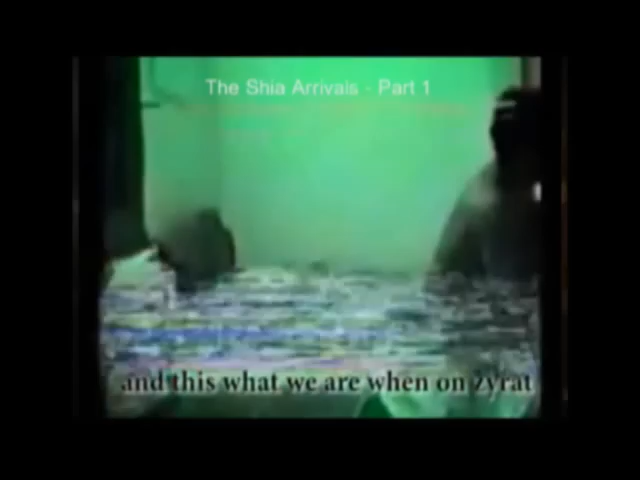 The Shia Arrivals - Part 1
and this what we are when on zyrat